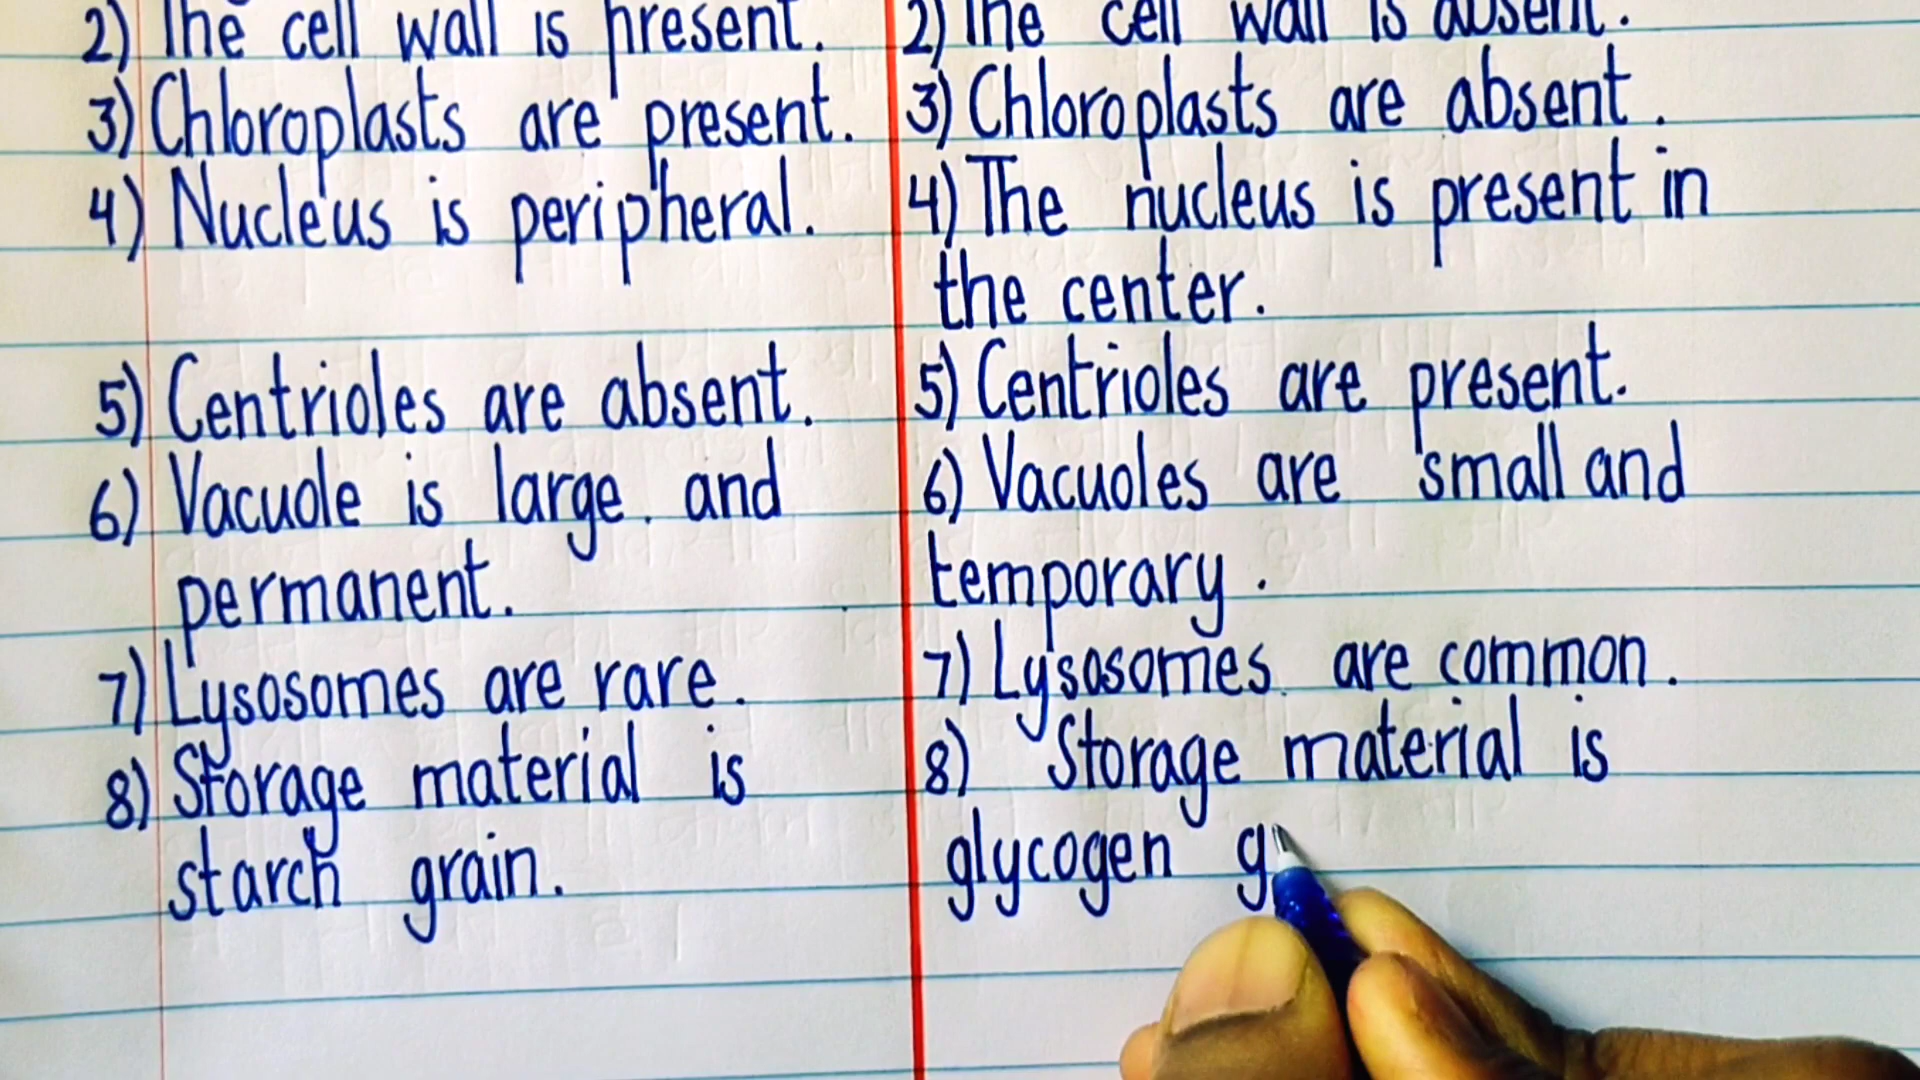 2) The cell wall is present.
3) Chloroplasts are present.
4) Nucleus is peripheral.
5) Centrioles are absent.
6) Vacuole is large and
permanent.
7) Lysosomes are rare.
8) Storage material is
starch grain.
2) The cell wall is absent.
3) Chloroplasts are absent.
4) The nucleus is present in
the center.
5) Centrioles are present.
6) Vacuoles are small and
temporary.
7) Lysosomes are common.
8) Storage material is
glycogen g